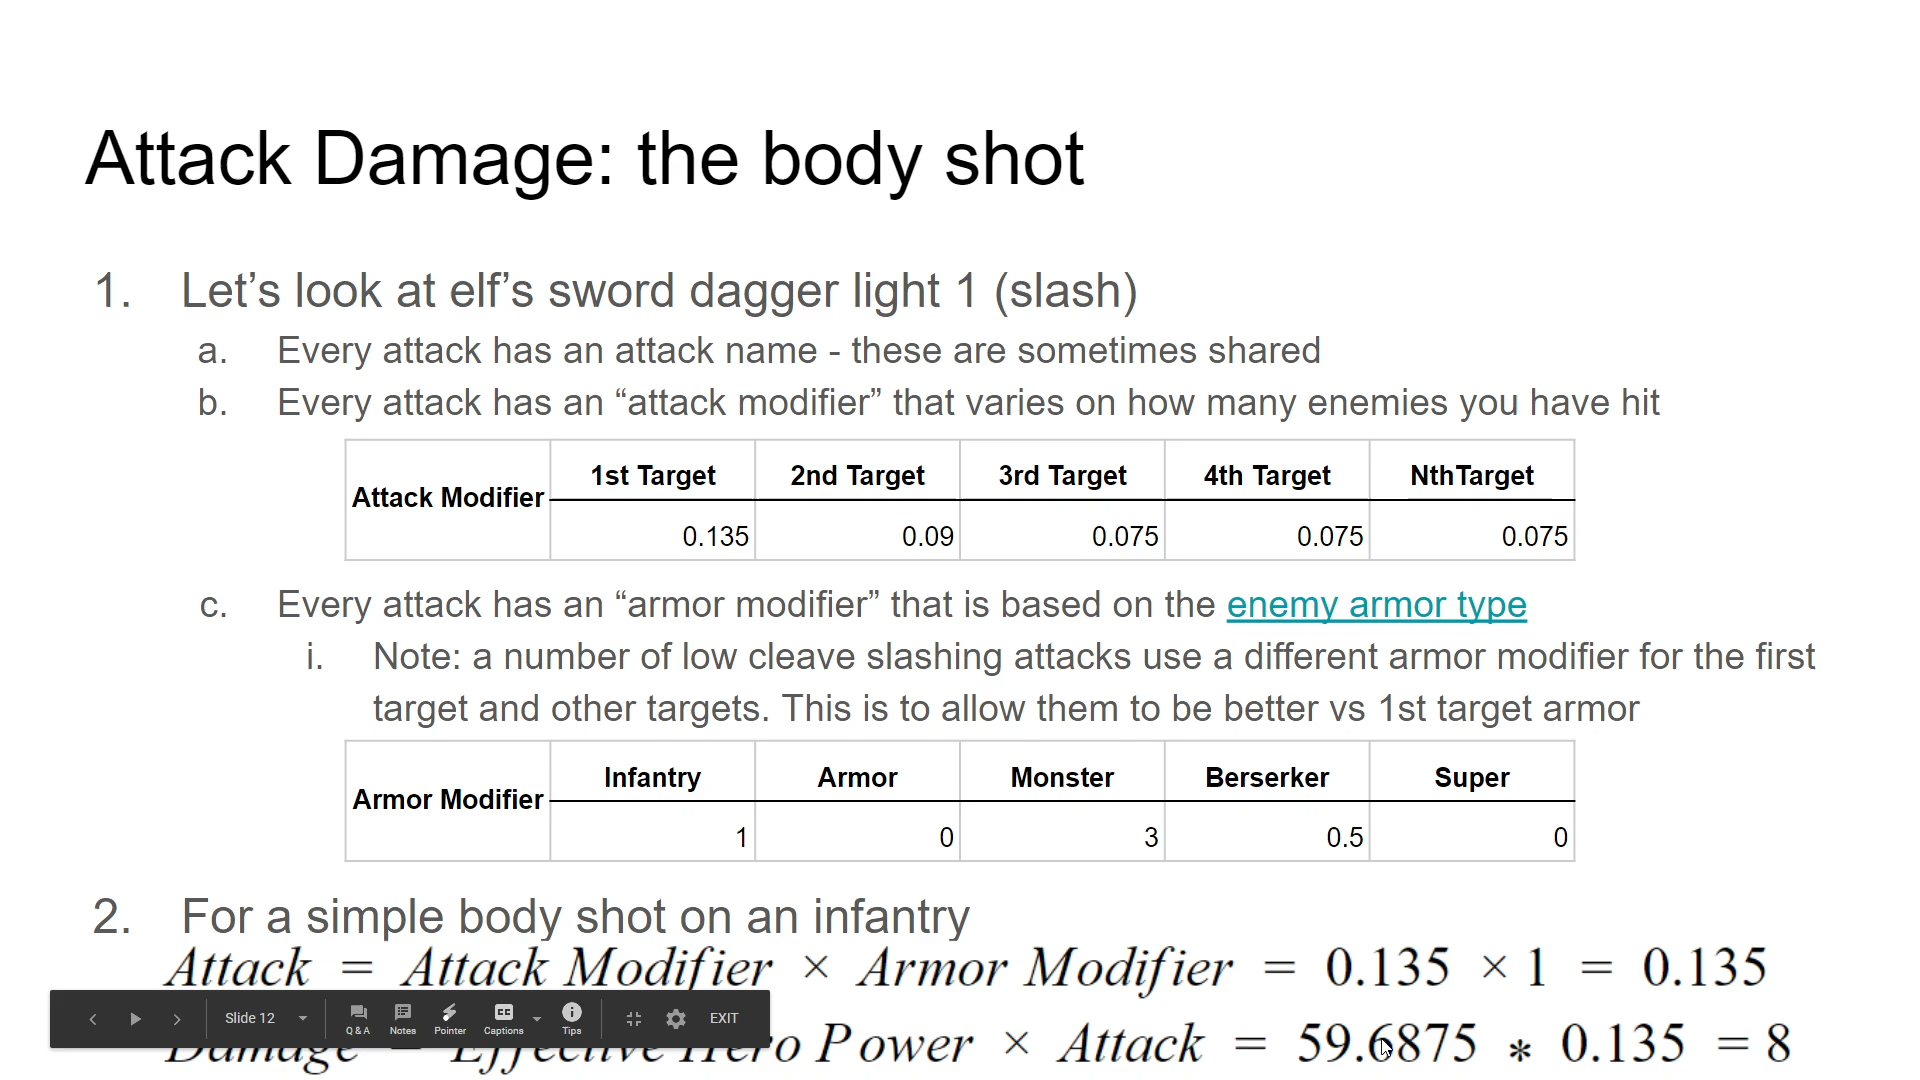 Attack Damage: the body shot
1. Let’s look at elf’s sword dagger light 1 (slash)
a. Every attack has an attack name - these are sometimes shared
b. Every attack has an “attack modifier” that varies on how many enemies you have hit
Attack Modifier
1st Target 2nd Target 3rd Target 4th Target NthTarget
0.135 0.09 0.075 0.075 0.075
c. Every attack has an “armor modifier” that is based on the enemy armor type
i. Note: a number of low cleave slashing attacks use a different armor modifier for the first
target and other targets. This is to allow them to be better vs 1st target armor
Armor Modifier
Infantry Armor Monster Berserker Super
1 0 3 0.5 0
2. For a simple body shot on an infantry
Attack = Attack Modifier × Armor Modifier = 0.135 × 1 = 0.135
Damage = Effective Hero Power × Attack = 59.6875 * 0.135 = 8
Slide 12
Q & A Notes Pointer CC Captions Tips EXIT